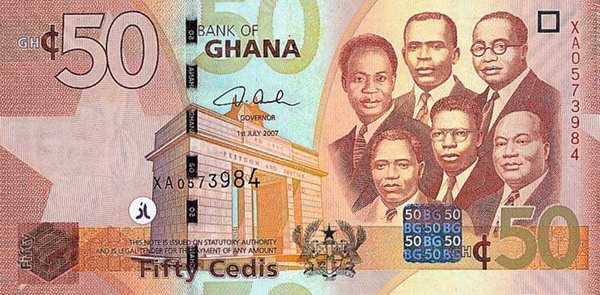 GH₵50
50
BANK OF
GHANA
GOVERNOR
1ST JULY 2007
XA0573984
FREEDOM AND JUSTICE
XA0573984
THIS NOTE IS ISSUED ON STATUTORY AUTHORITY
AND IS LEGAL TENDER FOR THE PAYMENT OF ANY AMOUNT
Fifty Cedis
Fifty
50 BG 50
BG 50 BG
50 BG 50
GH₵50